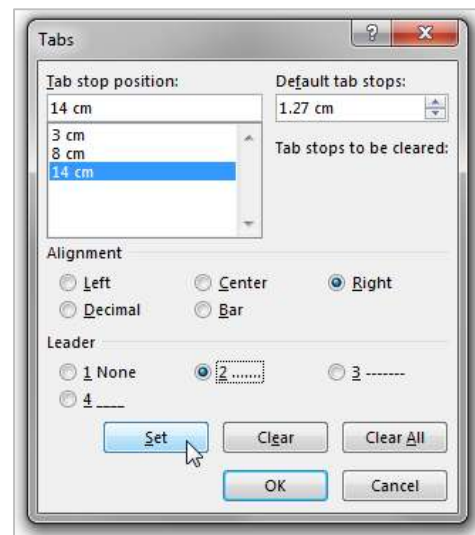 Tabs
Tab stop position:
Default tab stops:
14 cm
1.27 cm
3 cm
8 cm
14 cm
Tab stops to be cleared:
Alignment
Left
Center
Right
Decimal
Bar
Leader
1 None
2 .......
3 -------
4 ____
Set
Clear
Clear All
OK
Cancel